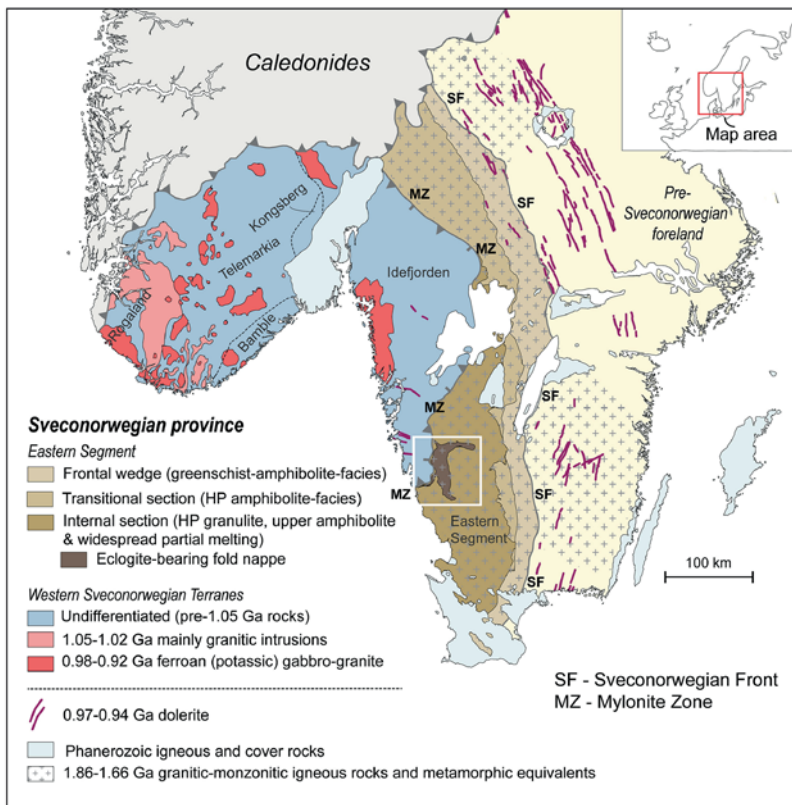 Caledonides
Map area
SF
SF
SF
SF
SF
MZ
MZ
MZ
MZ
Pre-
Sveconorwegian
foreland
Kongsberg
Telemarkia
Idefjorden
Rogaland
Bamble
Eastern
Segment
100 km
Sveconorwegian province
Eastern Segment
Frontal wedge (greenschist-amphibolite-facies)
Transitional section (HP amphibolite-facies)
Internal section (HP granulite, upper amphibolite
& widespread partial melting)
Eclogite-bearing fold nappe
Western Sveconorwegian Terranes
Undifferentiated (pre-1.05 Ga rocks)
1.05-1.02 Ga mainly granitic intrusions
0.98-0.92 Ga ferroan (potassic) gabbro-granite
0.97-0.94 Ga dolerite
Phanerozoic igneous and cover rocks
1.86-1.66 Ga granitic-monzonitic igneous rocks and metamorphic equivalents
SF - Sveconorwegian Front
MZ - Mylonite Zone